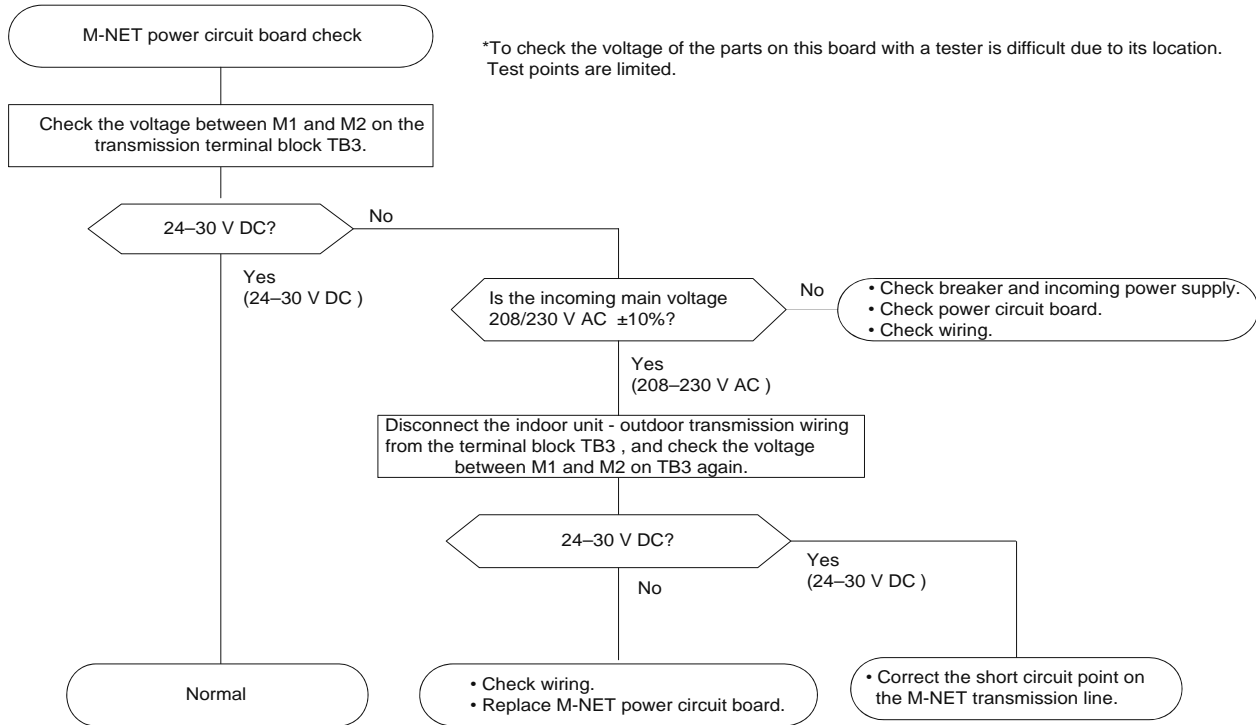 M-NET power circuit board check
*To check the voltage of the parts on this board with a tester is difficult due to its location.
Test points are limited.
Check the voltage between M1 and M2 on the
transmission terminal block TB3.
24–30 V DC?
No
Yes
(24–30 V DC )
Is the incoming main voltage
208/230 V AC ±10%?
No
• Check breaker and incoming power supply.
• Check power circuit board.
• Check wiring.
Yes
(208–230 V AC )
Disconnect the indoor unit - outdoor transmission wiring
from the terminal block TB3 , and check the voltage
between M1 and M2 on TB3 again.
24–30 V DC?
Yes
(24–30 V DC )
No
Normal
• Check wiring.
• Replace M-NET power circuit board.
• Correct the short circuit point on
the M-NET transmission line.